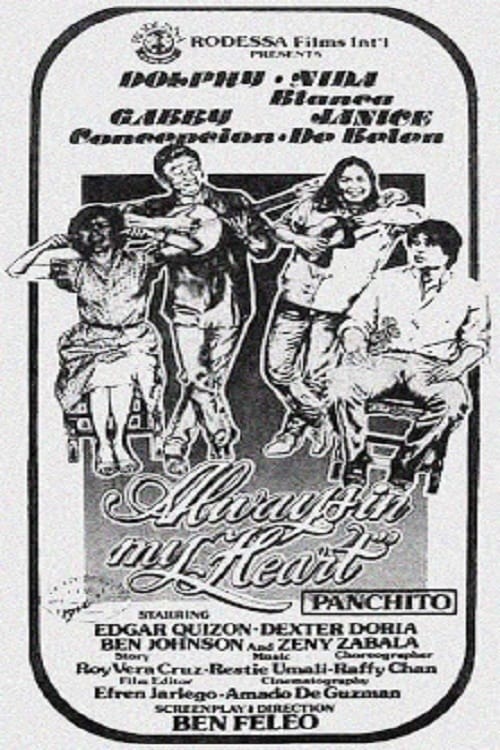 RODESSA Films Int'l
PRESENTS
DOLPHY • NIDA
Blanca
GABBY JANICE
Concepcion • De Belen
Always in
my Heart
PANCHITO
STARRING
EDGAR QUIZON • DEXTER DORIA
BEN JOHNSON And ZENY ZABALA
Story Music Choreographer
Roy Vera Cruz • Restie Umali • Raffy Chan
Film Editor Cinematography
Efren Jarlego • Amado De Guzman
SCREENPLAY & DIRECTION
BEN FELEO